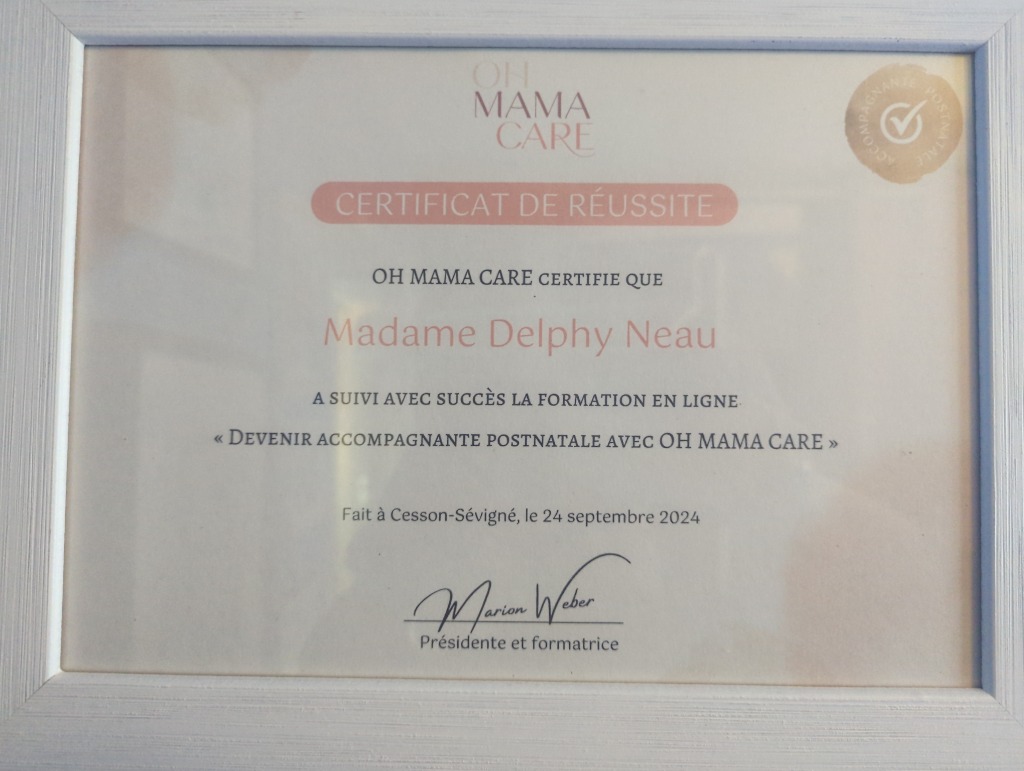 OH
MAMA
CARE
ACCOMPAGNANTE POSTNATALE
CERTIFICAT DE RÉUSSITE
OH MAMA CARE CERTIFIE QUE
Madame Delphy Neau
A SUIVI AVEC SUCCÈS LA FORMATION EN LIGNE
« DEVENIR ACCOMPAGNANTE POSTNATALE AVEC OH MAMA CARE »
Fait à Cesson-Sévigné, le 24 septembre 2024
Marion Weber
Présidente et formatrice